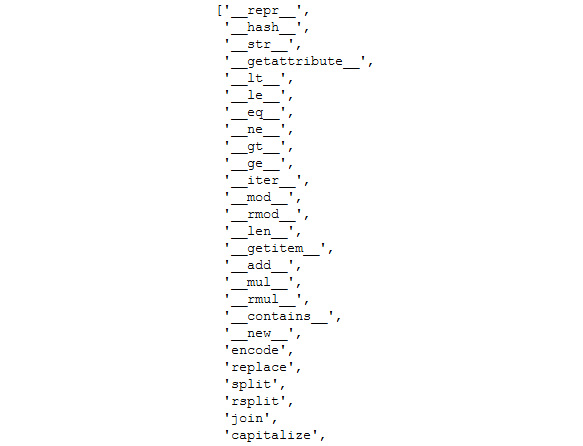 ['__repr__',
'__hash__',
'__str__',
'__getattribute__',
'__lt__',
'__le__',
'__eq__',
'__ne__',
'__gt__',
'__ge__',
'__iter__',
'__mod__',
'__rmod__',
'__len__',
'__getitem__',
'__add__',
'__mul__',
'__rmul__',
'__contains__',
'__new__',
'encode',
'replace',
'split',
'rsplit',
'join',
'capitalize',